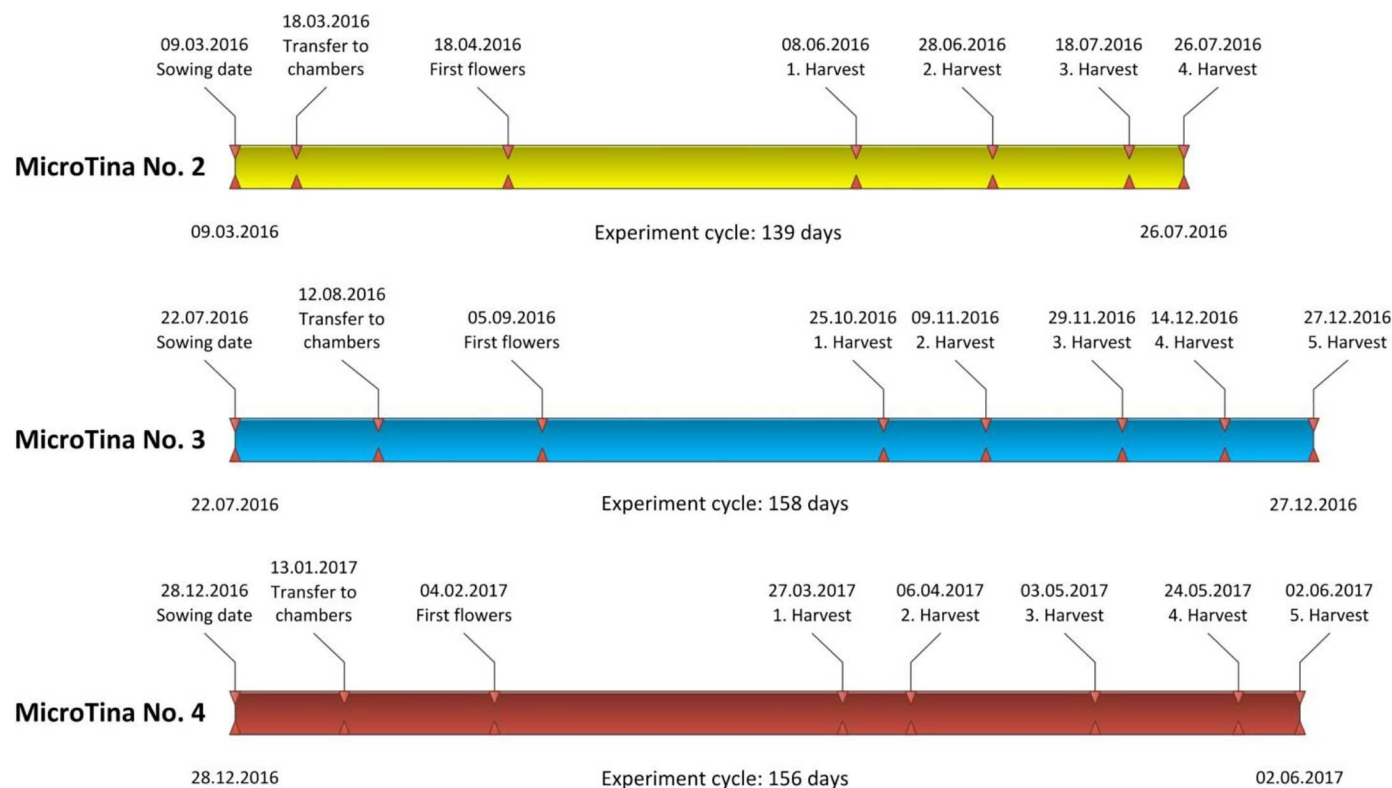 18.03.2016
09.03.2016 Transfer to 18.04.2016 08.06.2016 28.06.2016 18.07.2016 26.07.2016
Sowing date chambers First flowers 1. Harvest 2. Harvest 3. Harvest 4. Harvest
MicroTina No. 2
09.03.2016 Experiment cycle: 139 days 26.07.2016
12.08.2016
22.07.2016 Transfer to 05.09.2016 25.10.2016 09.11.2016 29.11.2016 14.12.2016 27.12.2016
Sowing date chambers First flowers 1. Harvest 2. Harvest 3. Harvest 4. Harvest 5. Harvest
MicroTina No. 3
22.07.2016 Experiment cycle: 158 days 27.12.2016
13.01.2017
28.12.2016 Transfer to 04.02.2017 27.03.2017 06.04.2017 03.05.2017 24.05.2017 02.06.2017
Sowing date chambers First flowers 1. Harvest 2. Harvest 3. Harvest 4. Harvest 5. Harvest
MicroTina No. 4
28.12.2016 Experiment cycle: 156 days 02.06.2017